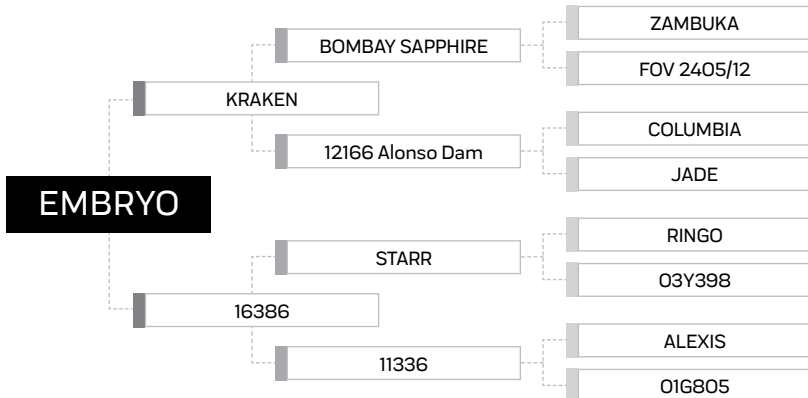 ZAMBUKA
BOMBAY SAPPHIRE
FOV 2405/12
KRAKEN
COLUMBIA
12166 Alonso Dam
JADE
EMBRYO
RINGO
STARR
03Y398
16386
ALEXIS
11336
01G805